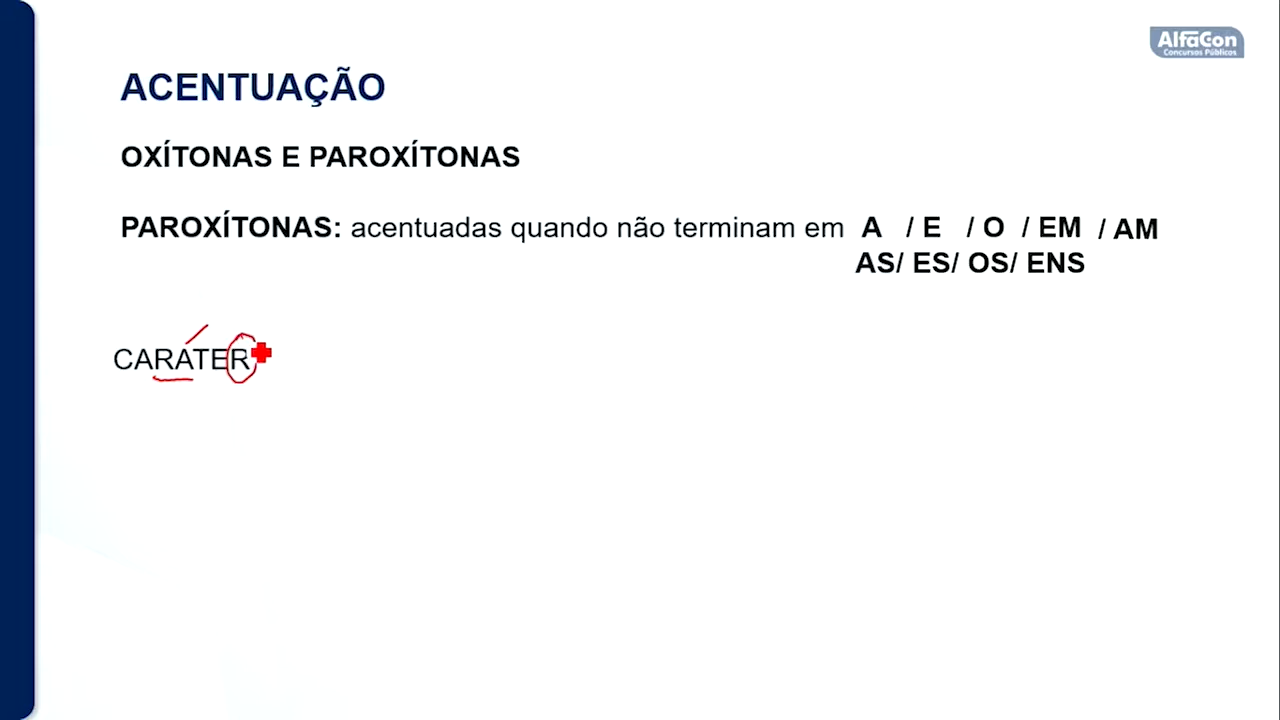 AlfaCon
Concursos Públicos
ACENTUAÇÃO
OXÍTONAS E PAROXÍTONAS
PAROXÍTONAS: acentuadas quando não terminam em A / E / O / EM / AM
AS/ ES/ OS/ ENS
CARATER